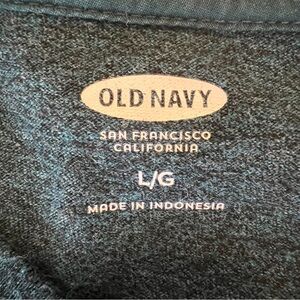 OLD NAVY
SAN FRANCISCO
CALIFORNIA
L/G
MADE IN INDONESIA